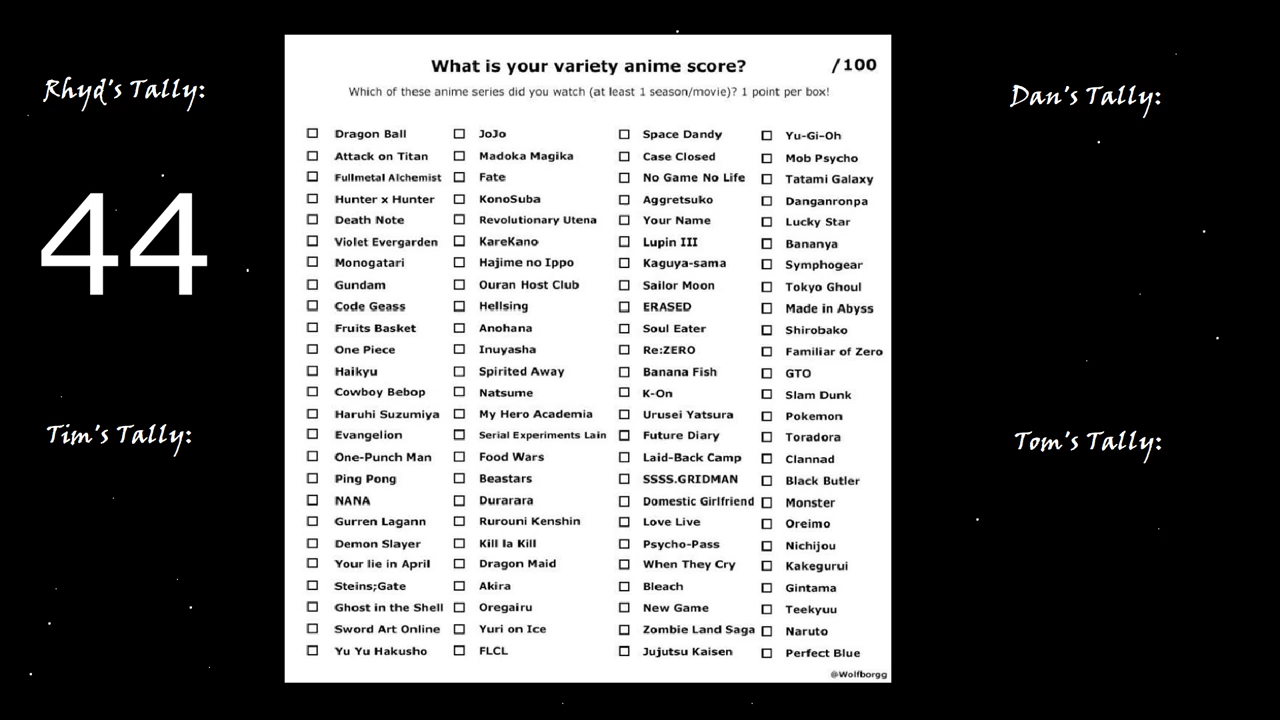 Rhyd's Tally:
44
Tim's Tally:
What is your variety anime score?
/100
Which of these anime series did you watch (at least 1 season/movie)? 1 point per box!
Dragon Ball
Attack on Titan
Fullmetal Alchemist
Hunter x Hunter
Death Note
Violet Evergarden
Monogatari
Gundam
Code Geass
Fruits Basket
One Piece
Haikyu
Cowboy Bebop
Haruhi Suzumiya
Evangelion
One-Punch Man
Ping Pong
NANA
Gurren Lagann
Demon Slayer
Your lie in April
Steins;Gate
Ghost in the Shell
Sword Art Online
Yu Yu Hakusho
JoJo
Madoka Magika
Fate
KonoSuba
Revolutionary Utena
KareKano
Hajime no Ippo
Ouran Host Club
Hellsing
Anohana
Inuyasha
Spirited Away
Natsume
My Hero Academia
Serial Experiments Lain
Food Wars
Beastars
Durarara
Rurouni Kenshin
Kill la Kill
Dragon Maid
Akira
Oregairu
Yuri on Ice
FLCL
Space Dandy
Case Closed
No Game No Life
Aggretsuko
Your Name
Lupin III
Kaguya-sama
Sailor Moon
ERASED
Soul Eater
Re:ZERO
Banana Fish
K-On
Urusei Yatsura
Future Diary
Laid-Back Camp
SSSS.GRIDMAN
Domestic Girlfriend
Love Live
Psycho-Pass
When They Cry
Bleach
New Game
Zombie Land Saga
Jujutsu Kaisen
Yu-Gi-Oh
Mob Psycho
Tatami Galaxy
Danganronpa
Lucky Star
Bananya
Symphogear
Tokyo Ghoul
Made in Abyss
Shirobako
Familiar of Zero
GTO
Slam Dunk
Pokemon
Toradora
Clannad
Black Butler
Monster
Oreimo
Nichijou
Kakegurui
Gintama
Teekyuu
Naruto
Perfect Blue
@Wolfborgg
Dan's Tally:
Tom's Tally: